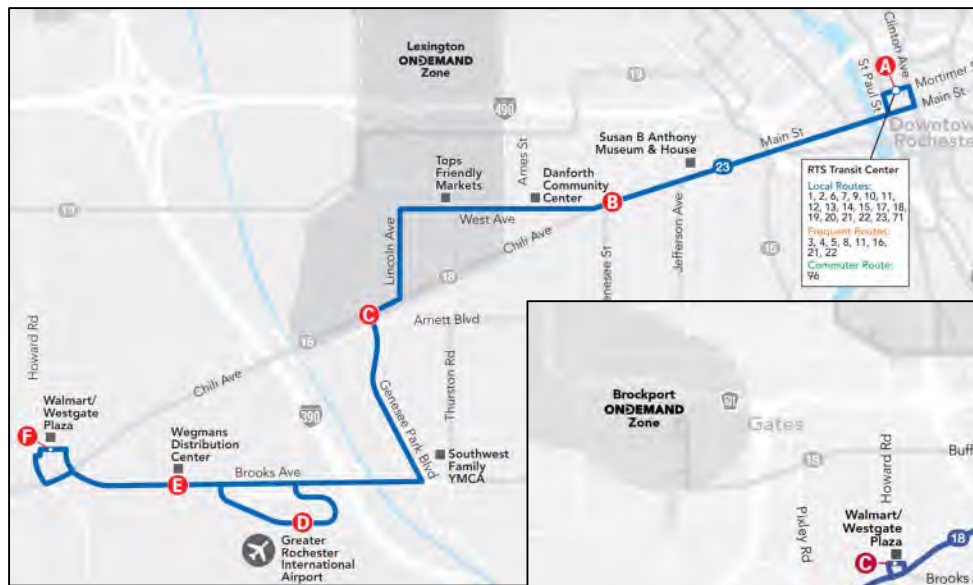 Lexington
ONDEMAND
Zone
19
490
Clinton Ave
A
St Paul St
Mortimer S
Main St
Downtow
Rocheste
Susan B Anthony
Museum & House
Main St
23
RTS Transit Center
Local Routes:
1, 2, 6, 7, 9, 10, 11,
12, 13, 14, 15, 17, 18,
19, 20, 21, 22, 23, 71
Frequent Routes:
3, 4, 5, 8, 11, 16,
21, 22
Commuter Route:
96
Tops
Friendly
Markets
Ames St
Danforth
Community
Center
B
West Ave
Lincoln Ave
Chili Ave
18
Jefferson Ave
enesee St
15
C
Arnett Blvd
18
Howard Rd
Chili Ave
Genesee Park Blvd
Thurston Rd
390
Walmart/
Westgate
Plaza
F
Wegmans
Distribution
Center
Brooks Ave
Southwest
Family
YMCA
E
D
Greater
Rochester
International
Airport
Brockport
ONDEMAND
Zone
Gates
Howard Rd
Buff
Pixley Rd
Walmart/
Westgate
Plaza
18
C
Brooks